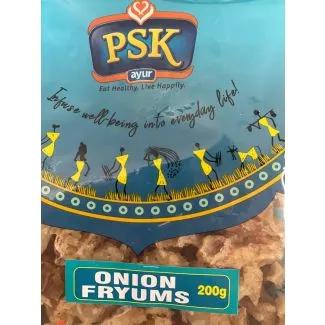 PSK
ayur
Eat Healthy. Live Happily.
Infuse well-being into everyday life!
ONION
FRYUMS
200g